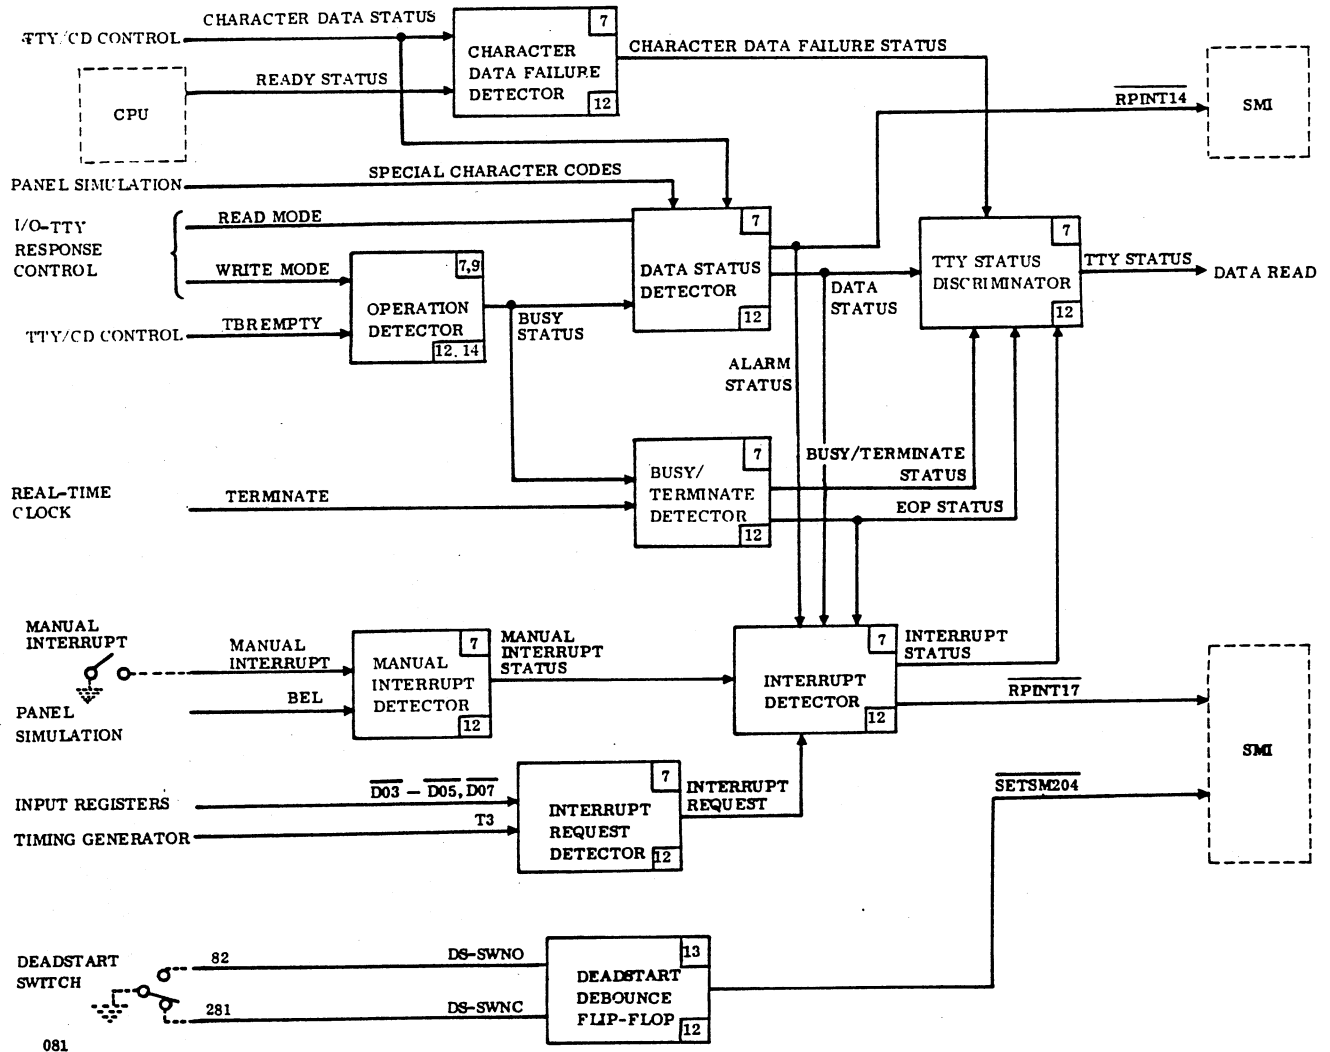 CHARACTER DATA STATUS
TTY/CD CONTROL
7
CHARACTER
DATA FAILURE
DETECTOR
12
CHARACTER DATA FAILURE STATUS
READY STATUS
CPU
RPINT14
SMI
PANEL SIMULATION
SPECIAL CHARACTER CODES
I/O-TTY
RESPONSE
CONTROL
READ MODE
WRITE MODE
7,9
OPERATION
DETECTOR
12, 14
TTY/CD CONTROL
TBREMPTY
BUSY
STATUS
7
DATA STATUS
DETECTOR
12
DATA
STATUS
ALARM
STATUS
7
TTY STATUS
DISCRIMINATOR
12
TTY STATUS
DATA READ
REAL-TIME
CLOCK
TERMINATE
7
BUSY/
TERMINATE
DETECTOR
12
BUSY/TERMINATE
STATUS
EOP STATUS
MANUAL
INTERRUPT
MANUAL
INTERRUPT
BEL
PANEL
SIMULATION
7
MANUAL
INTERRUPT
DETECTOR
12
MANUAL
INTERRUPT
STATUS
7
INTERRUPT
DETECTOR
12
INTERRUPT
STATUS
RPINT17
SMI
INPUT REGISTERS
D03 - D05, D07
TIMING GENERATOR
T3
7
INTERRUPT
REQUEST
DETECTOR
12
INTERRUPT
REQUEST
SETSM204
DEADSTART
SWITCH
82
DS-SWNO
281
DS-SWNC
13
DEADSTART
DEBOUNCE
FLIP-FLOP
12
081